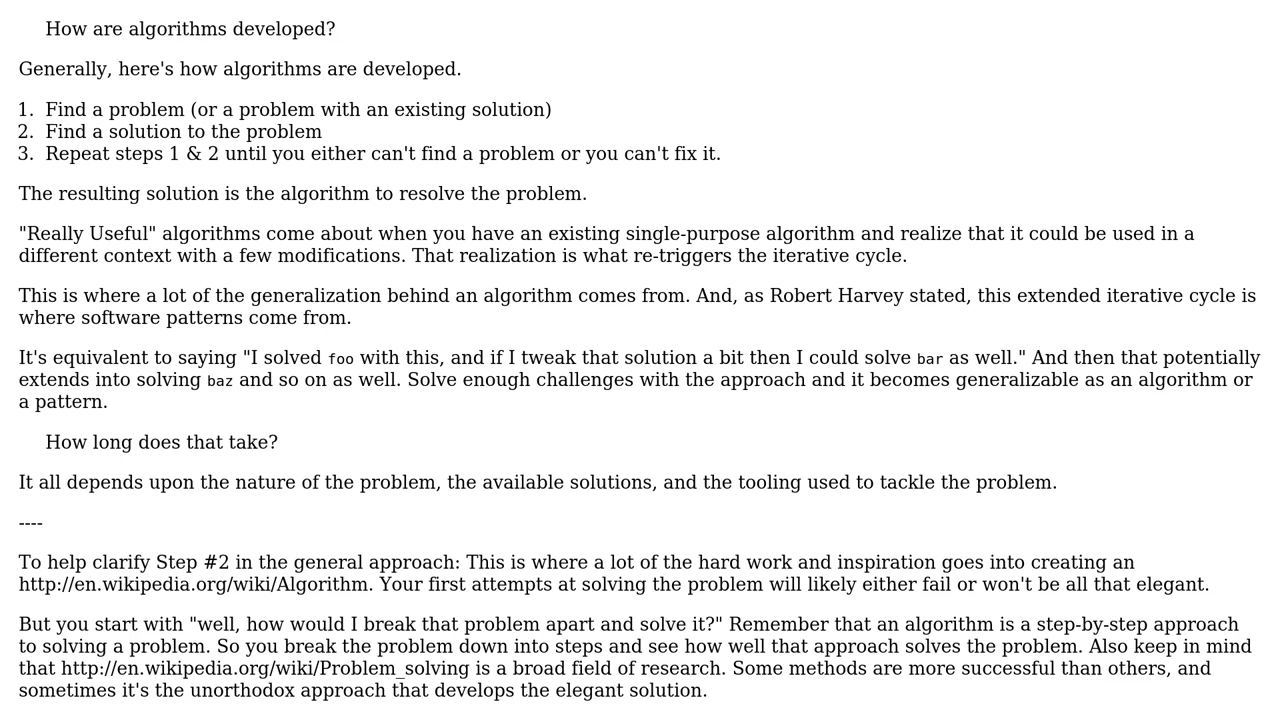 How are algorithms developed?
Generally, here's how algorithms are developed.
1. Find a problem (or a problem with an existing solution)
2. Find a solution to the problem
3. Repeat steps 1 & 2 until you either can't find a problem or you can't fix it.
The resulting solution is the algorithm to resolve the problem.
"Really Useful" algorithms come about when you have an existing single-purpose algorithm and realize that it could be used in a
different context with a few modifications. That realization is what re-triggers the iterative cycle.
This is where a lot of the generalization behind an algorithm comes from. And, as Robert Harvey stated, this extended iterative cycle is
where software patterns come from.
It's equivalent to saying "I solved foo with this, and if I tweak that solution a bit then I could solve bar as well." And then that potentially
extends into solving baz and so on as well. Solve enough challenges with the approach and it becomes generalizable as an algorithm or
a pattern.
How long does that take?
It all depends upon the nature of the problem, the available solutions, and the tooling used to tackle the problem.
----
To help clarify Step #2 in the general approach: This is where a lot of the hard work and inspiration goes into creating an
http://en.wikipedia.org/wiki/Algorithm. Your first attempts at solving the problem will likely either fail or won't be all that elegant.
But you start with "well, how would I break that problem apart and solve it?" Remember that an algorithm is a step-by-step approach
to solving a problem. So you break the problem down into steps and see how well that approach solves the problem. Also keep in mind
that http://en.wikipedia.org/wiki/Problem_solving is a broad field of research. Some methods are more successful than others, and
sometimes it's the unorthodox approach that develops the elegant solution.